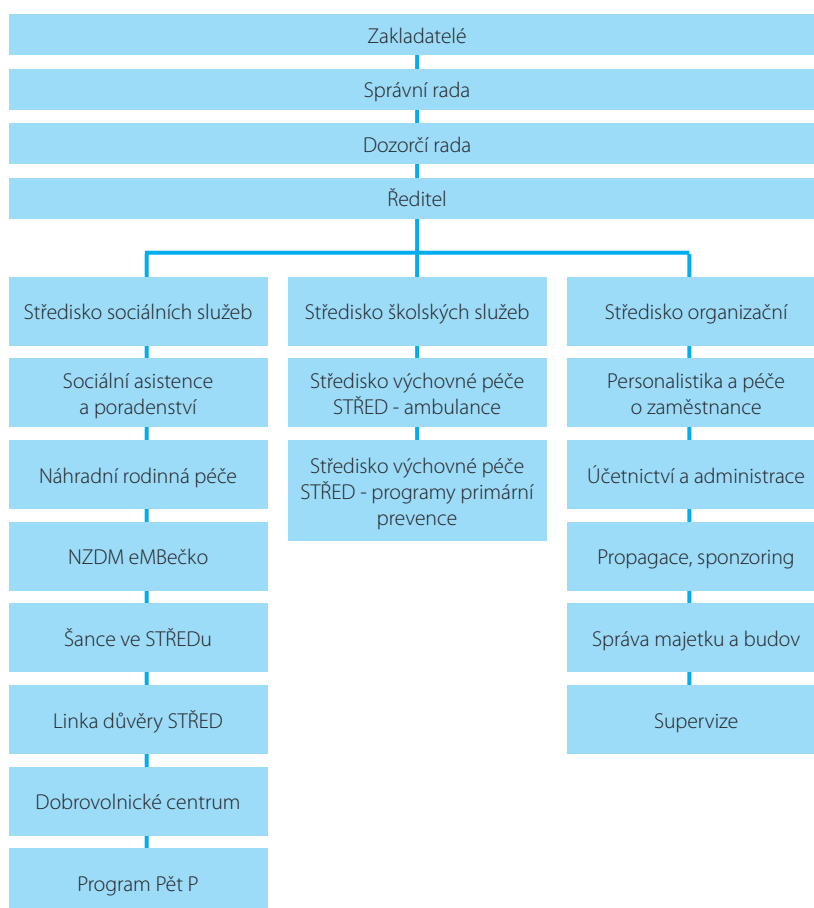 Zakladatelé
Správní rada
Dozorčí rada
Ředitel
Středisko sociálních služeb
Sociální asistence
a poradenství
Náhradní rodinná péče
NZDM eMBečko
Šance ve STŘEDu
Linka důvěry STŘED
Dobrovolnické centrum
Program Pět P
Středisko školských služeb
Středisko výchovné péče
STŘED - ambulance
Středisko výchovné péče
STŘED - programy primární
prevence
Středisko organizační
Personalistika a péče
o zaměstnance
Účetnictví a administrace
Propagace, sponzoring
Správa majetku a budov
Supervize